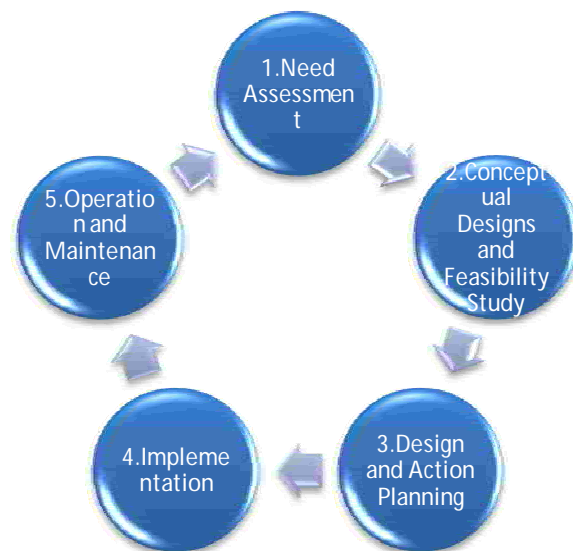 1.Need
Assessmen
t
2.Concept
ual
Designs
and
Feasibility
Study
3.Design
and Action
Planning
4.Impleme
ntation
5.Operatio
n and
Maintenan
ce